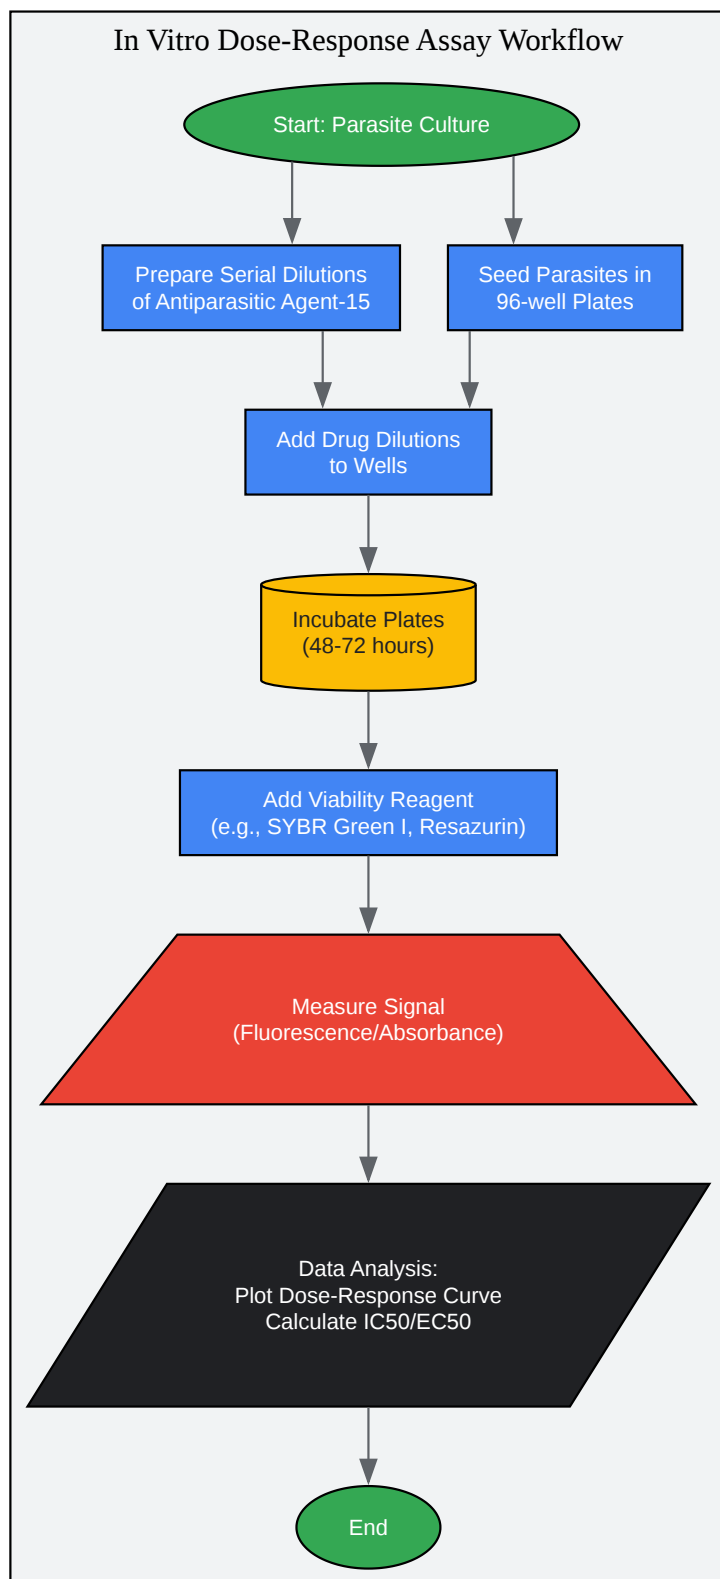 In Vitro Dose-Response Assay Workflow
Start: Parasite Culture
Prepare Serial Dilutions
of Antiparasitic Agent-15
Seed Parasites in
96-well Plates
Add Drug Dilutions
to Wells
Incubate Plates
(48-72 hours)
Add Viability Reagent
(e.g., SYBR Green I, Resazurin)
Measure Signal
(Fluorescence/Absorbance)
Data Analysis:
Plot Dose-Response Curve
Calculate IC50/EC50
End